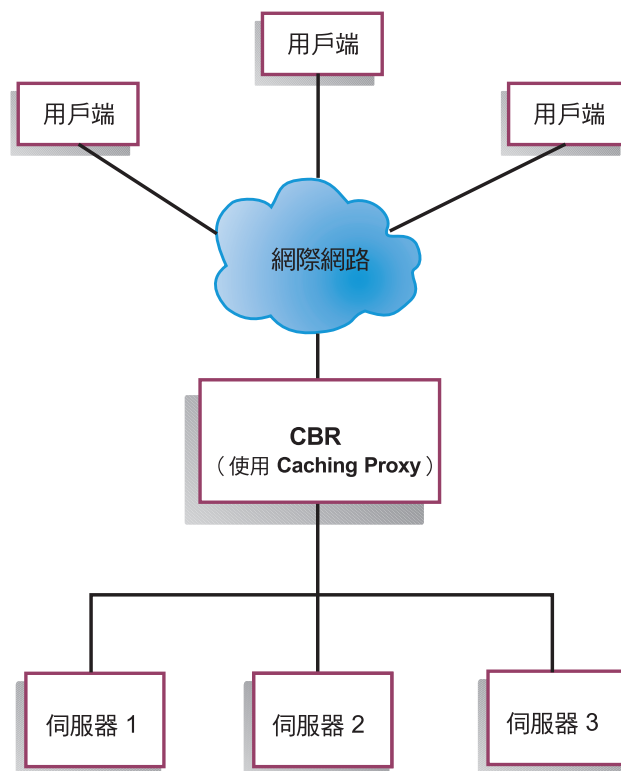 用戶端
用戶端
用戶端
網際網路
CBR
（使用 Caching Proxy）
伺服器 1
伺服器 2
伺服器 3